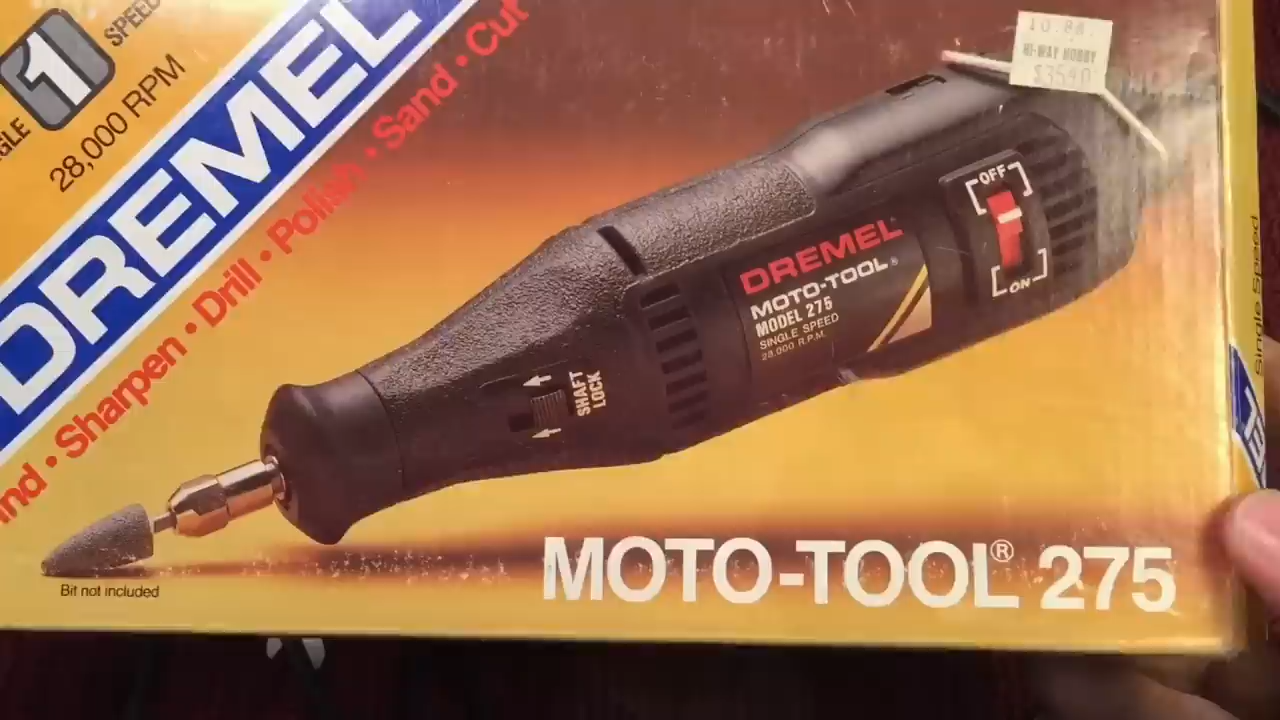 1 SPEED
28,000 RPM
DREMEL
Sharpen • Drill • Polish • Sand • Cut
10.88.
HI-WAY HOBBY
$35.40
OFF
ON
DREMEL
MOTO-TOOL®
MODEL 275
SINGLE SPEED
28,000 R.P.M.
SHAFT
LOCK
Bit not included
MOTO-TOOL® 275
Single Speed